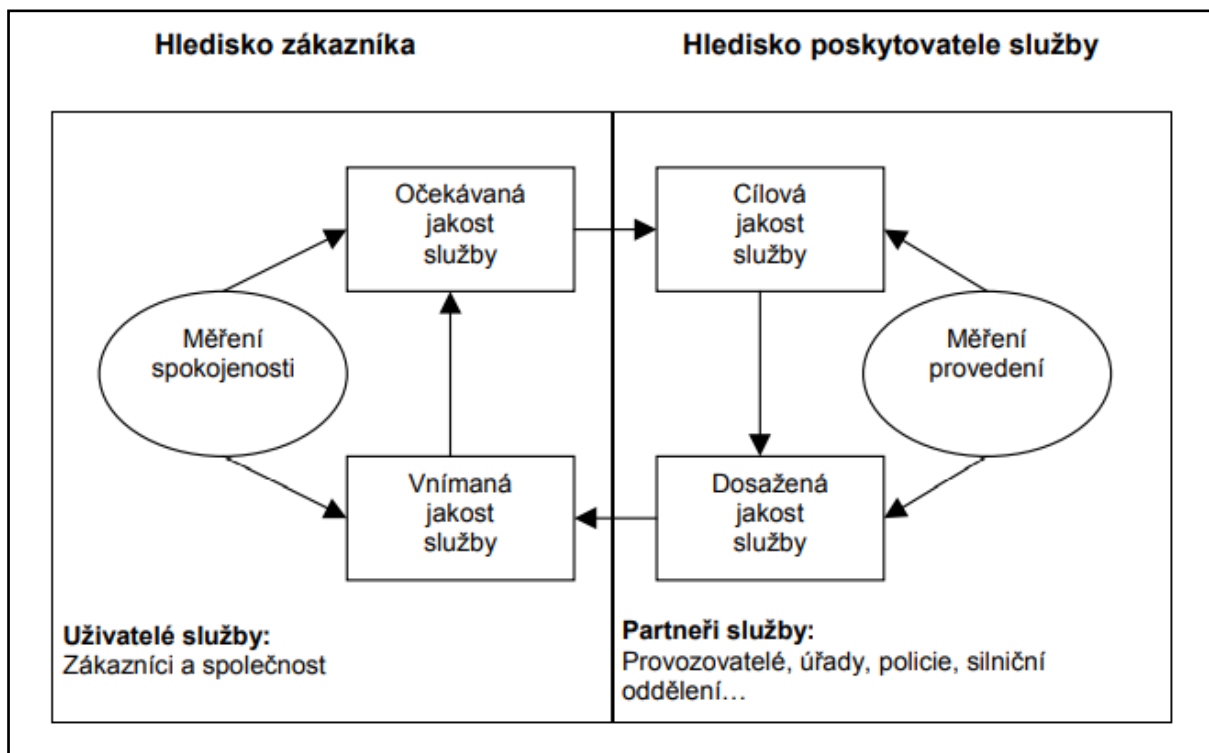 Hledisko zákazníka
Hledisko poskytovatele služby
Očekávaná
jakost
služby
Cílová
jakost
služby
Měření
spokojenosti
Měření
provedení
Vnímaná
jakost
služby
Dosažená
jakost
služby
Uživatelé služby:
Zákazníci a společnost
Partneři služby:
Provozovatelé, úřady, policie, silniční
oddělení…